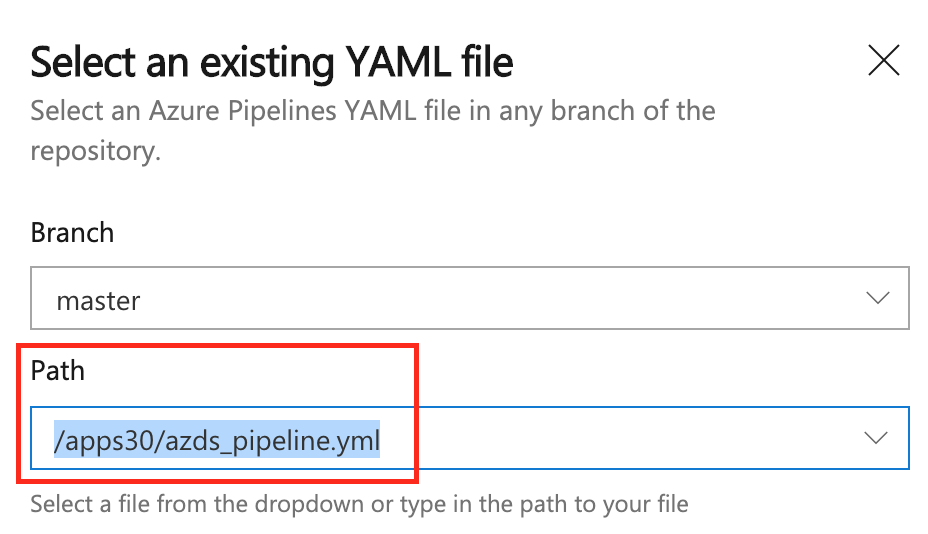 Select an existing YAML file
Select an Azure Pipelines YAML file in any branch of the
repository.
Branch
master
Path
/apps30/azds_pipeline.yml
Select a file from the dropdown or type in the path to your file